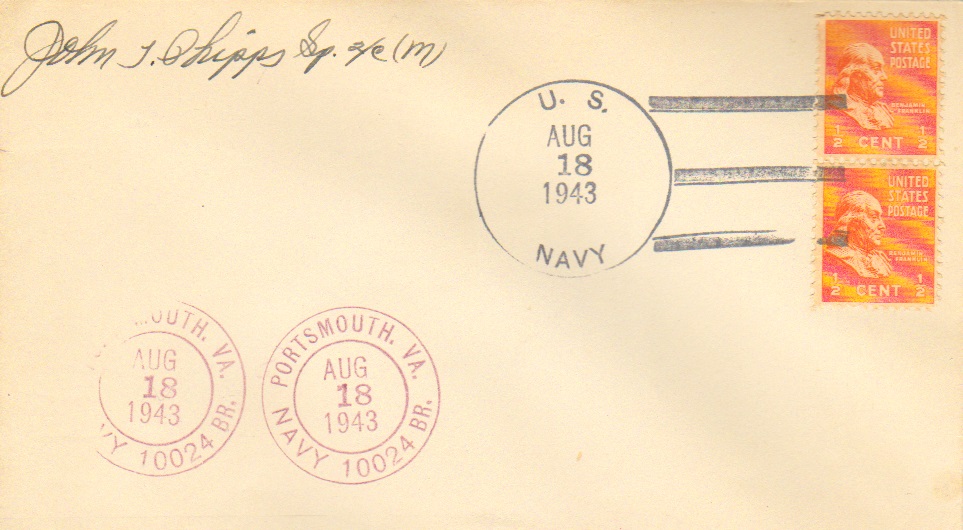 John T. Phipps Sp. 2/c (M)
U. S.
AUG
18
1943
NAVY
UNITED
STATES
POSTAGE
BENJAMIN
FRANKLIN
1/2 CENT 1/2
UNITED
STATES
POSTAGE
BENJAMIN
FRANKLIN
1/2 CENT 1/2
MOUTH, VA.
AUG
18
1943
VY 10024 BR.
PORTSMOUTH, VA.
AUG
18
1943
NAVY 10024 BR.